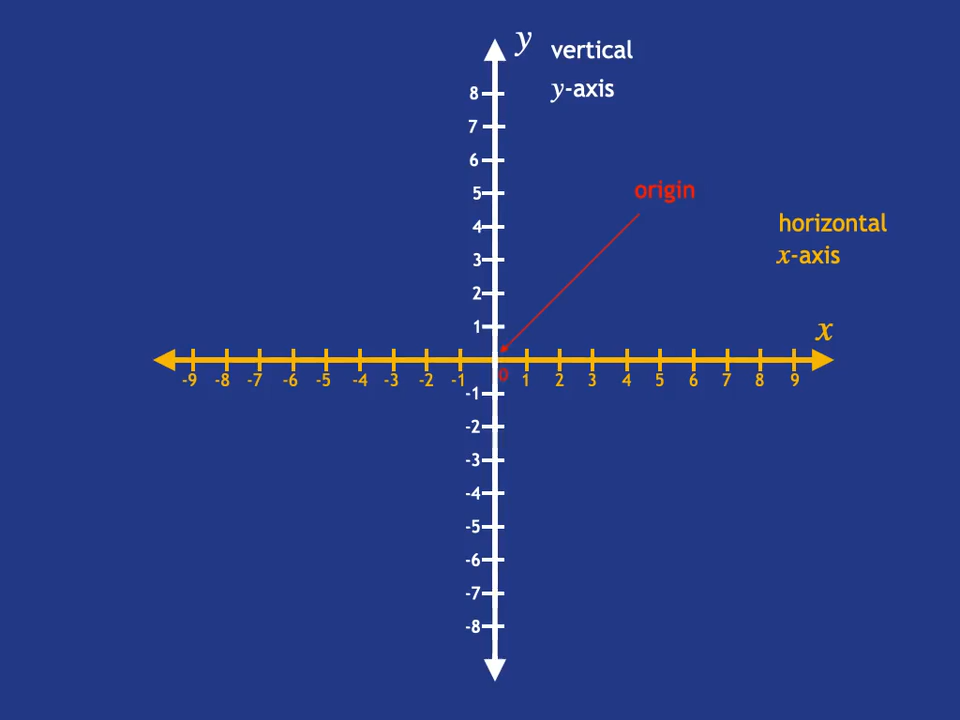 y
vertical
y-axis
8
7
6
5
origin
4
horizontal
3
x-axis
2
1
x
-9 -8 -7 -6 -5 -4 -3 -2 -1 0 1 2 3 4 5 6 7 8 9
-1
-2
-3
-4
-5
-6
-7
-8